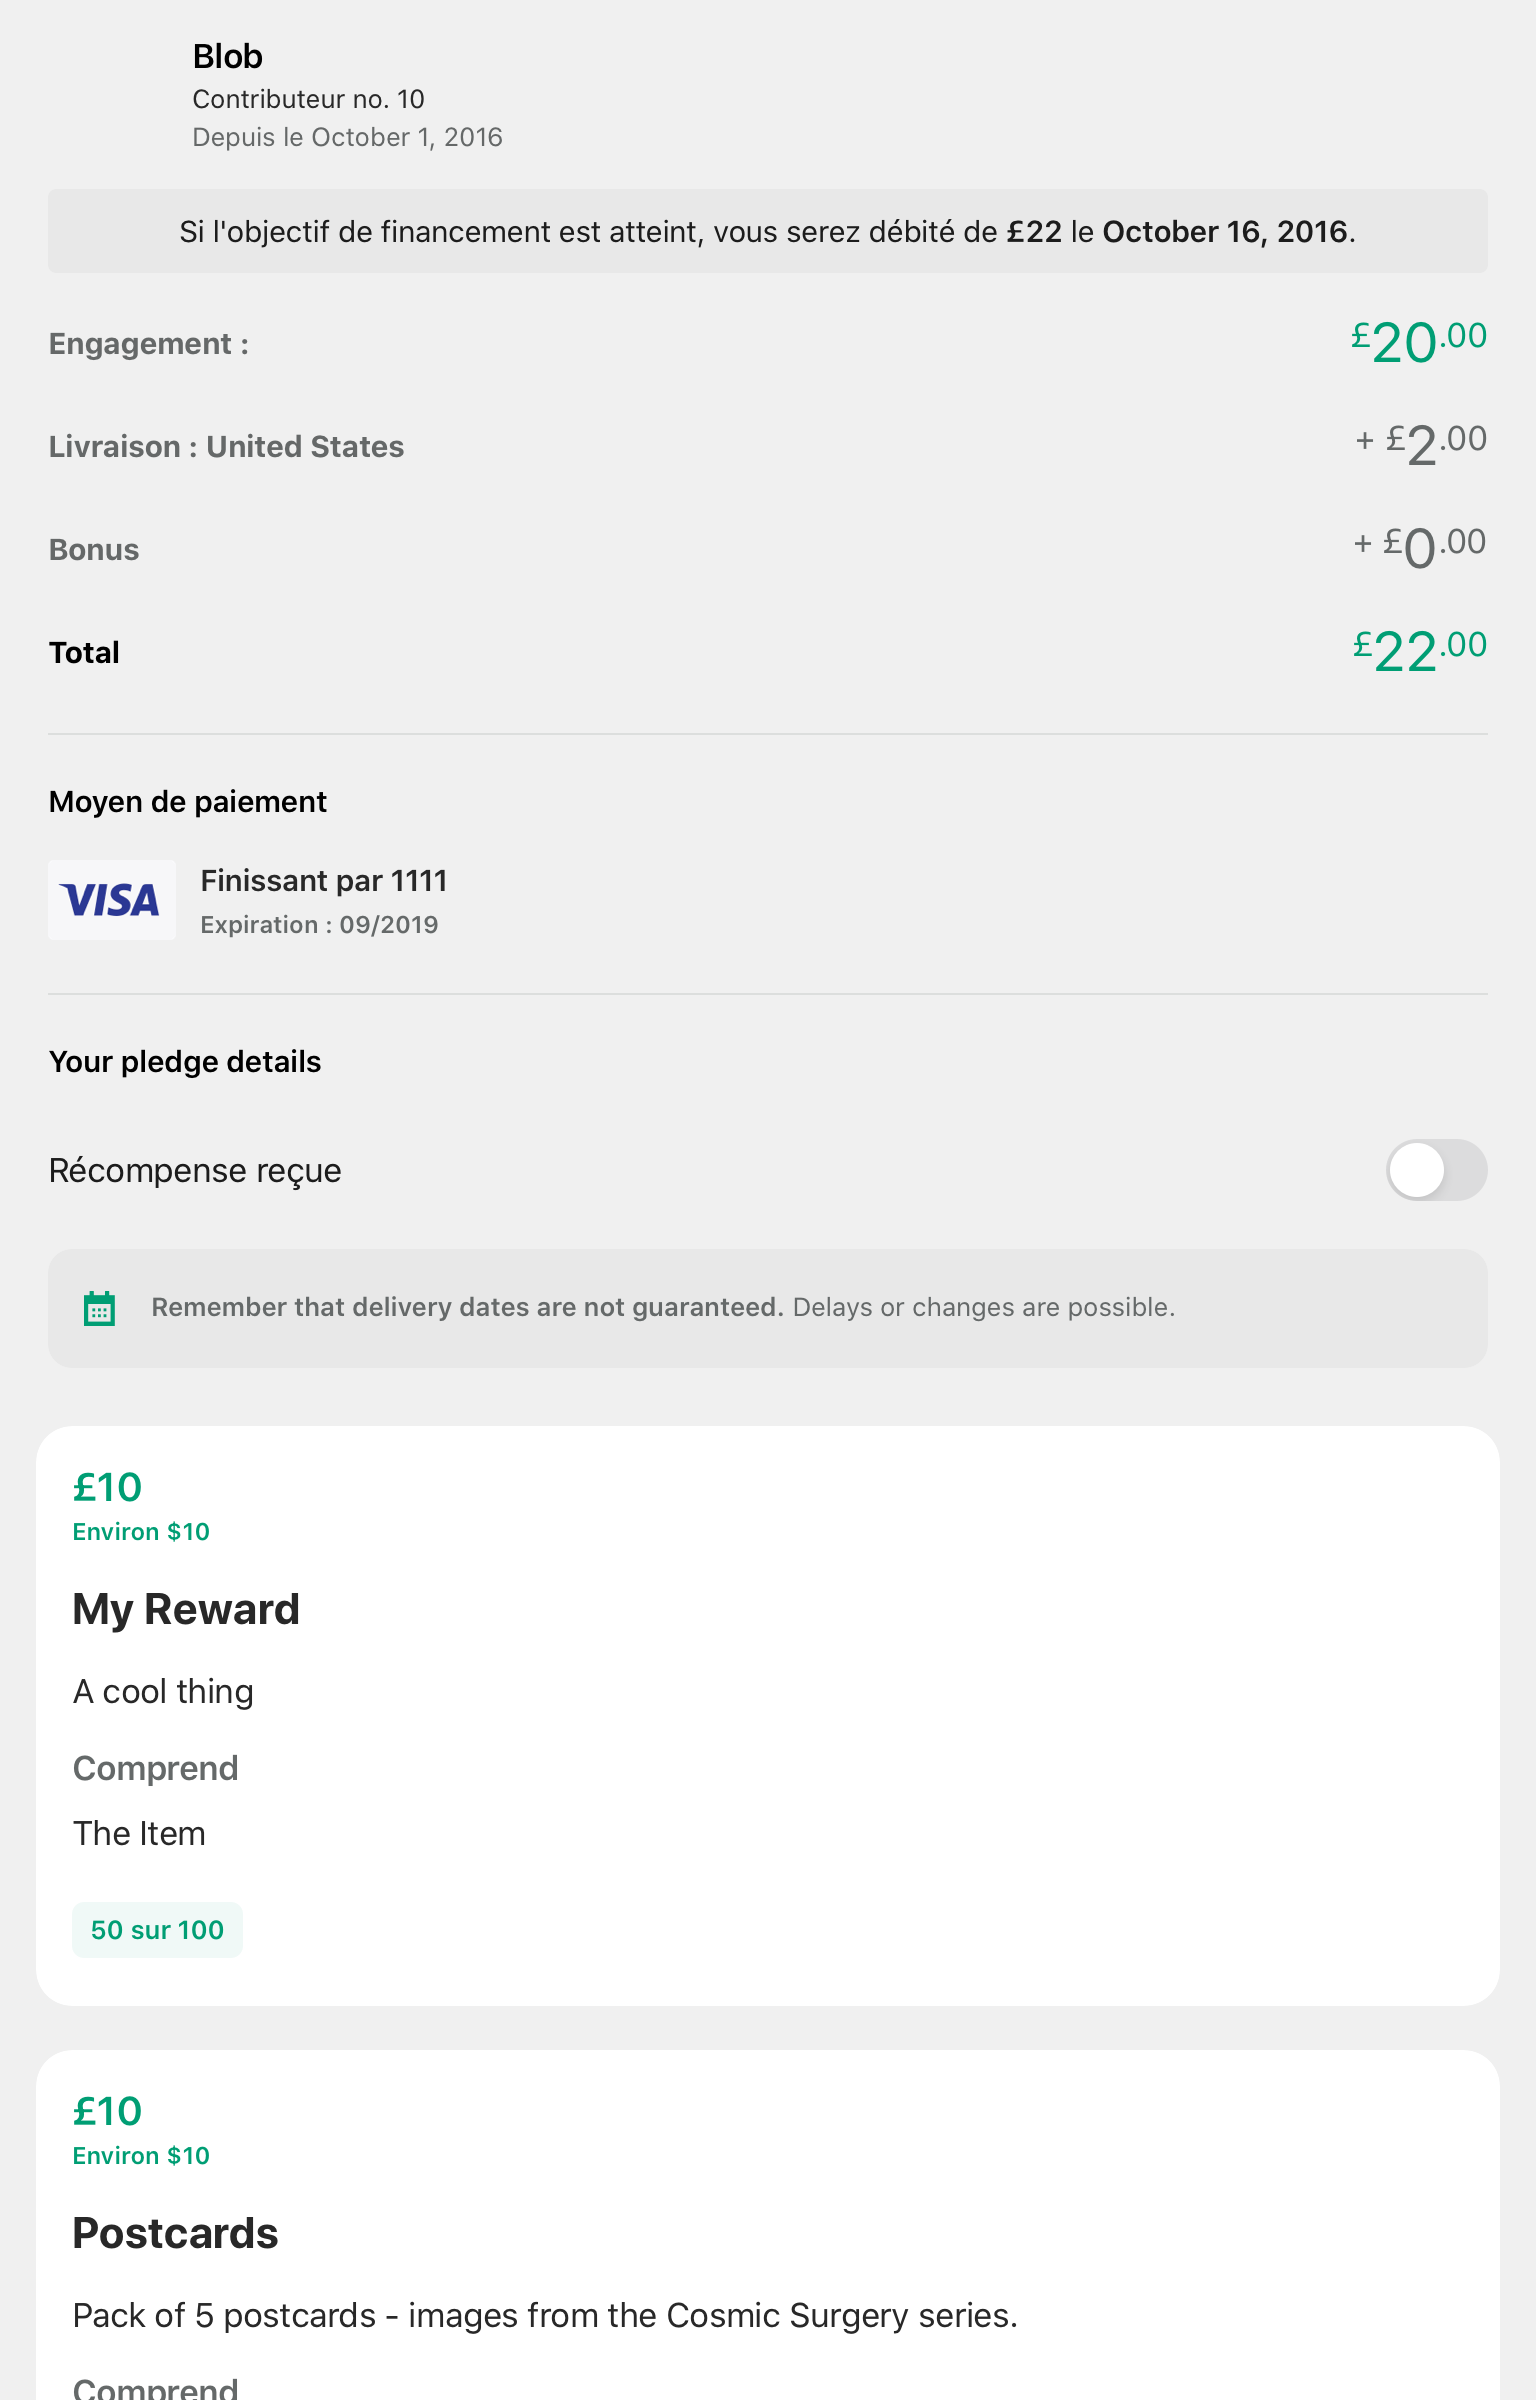 Blob
Contributeur no. 10
Depuis le October 1, 2016
Si l'objectif de financement est atteint, vous serez débité de £22 le October 16, 2016.
Engagement : £20.00
Livraison : United States + £2.00
Bonus + £0.00
Total £22.00
Moyen de paiement
VISA
Finissant par 1111
Expiration : 09/2019
Your pledge details
Récompense reçue
Remember that delivery dates are not guaranteed. Delays or changes are possible.
£10
Environ $10
My Reward
A cool thing
Comprend
The Item
50 sur 100
£10
Environ $10
Postcards
Pack of 5 postcards - images from the Cosmic Surgery series.
Comprend